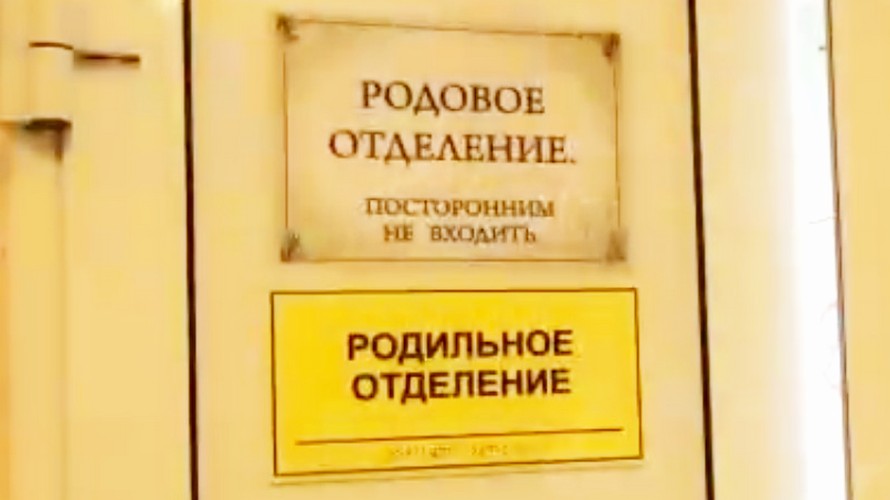 РОДОВОЕ
ОТДЕЛЕНИЕ.
ПОСТОРОННИМ
НЕ ВХОДИТЬ
РОДИЛЬНОЕ
ОТДЕЛЕНИЕ